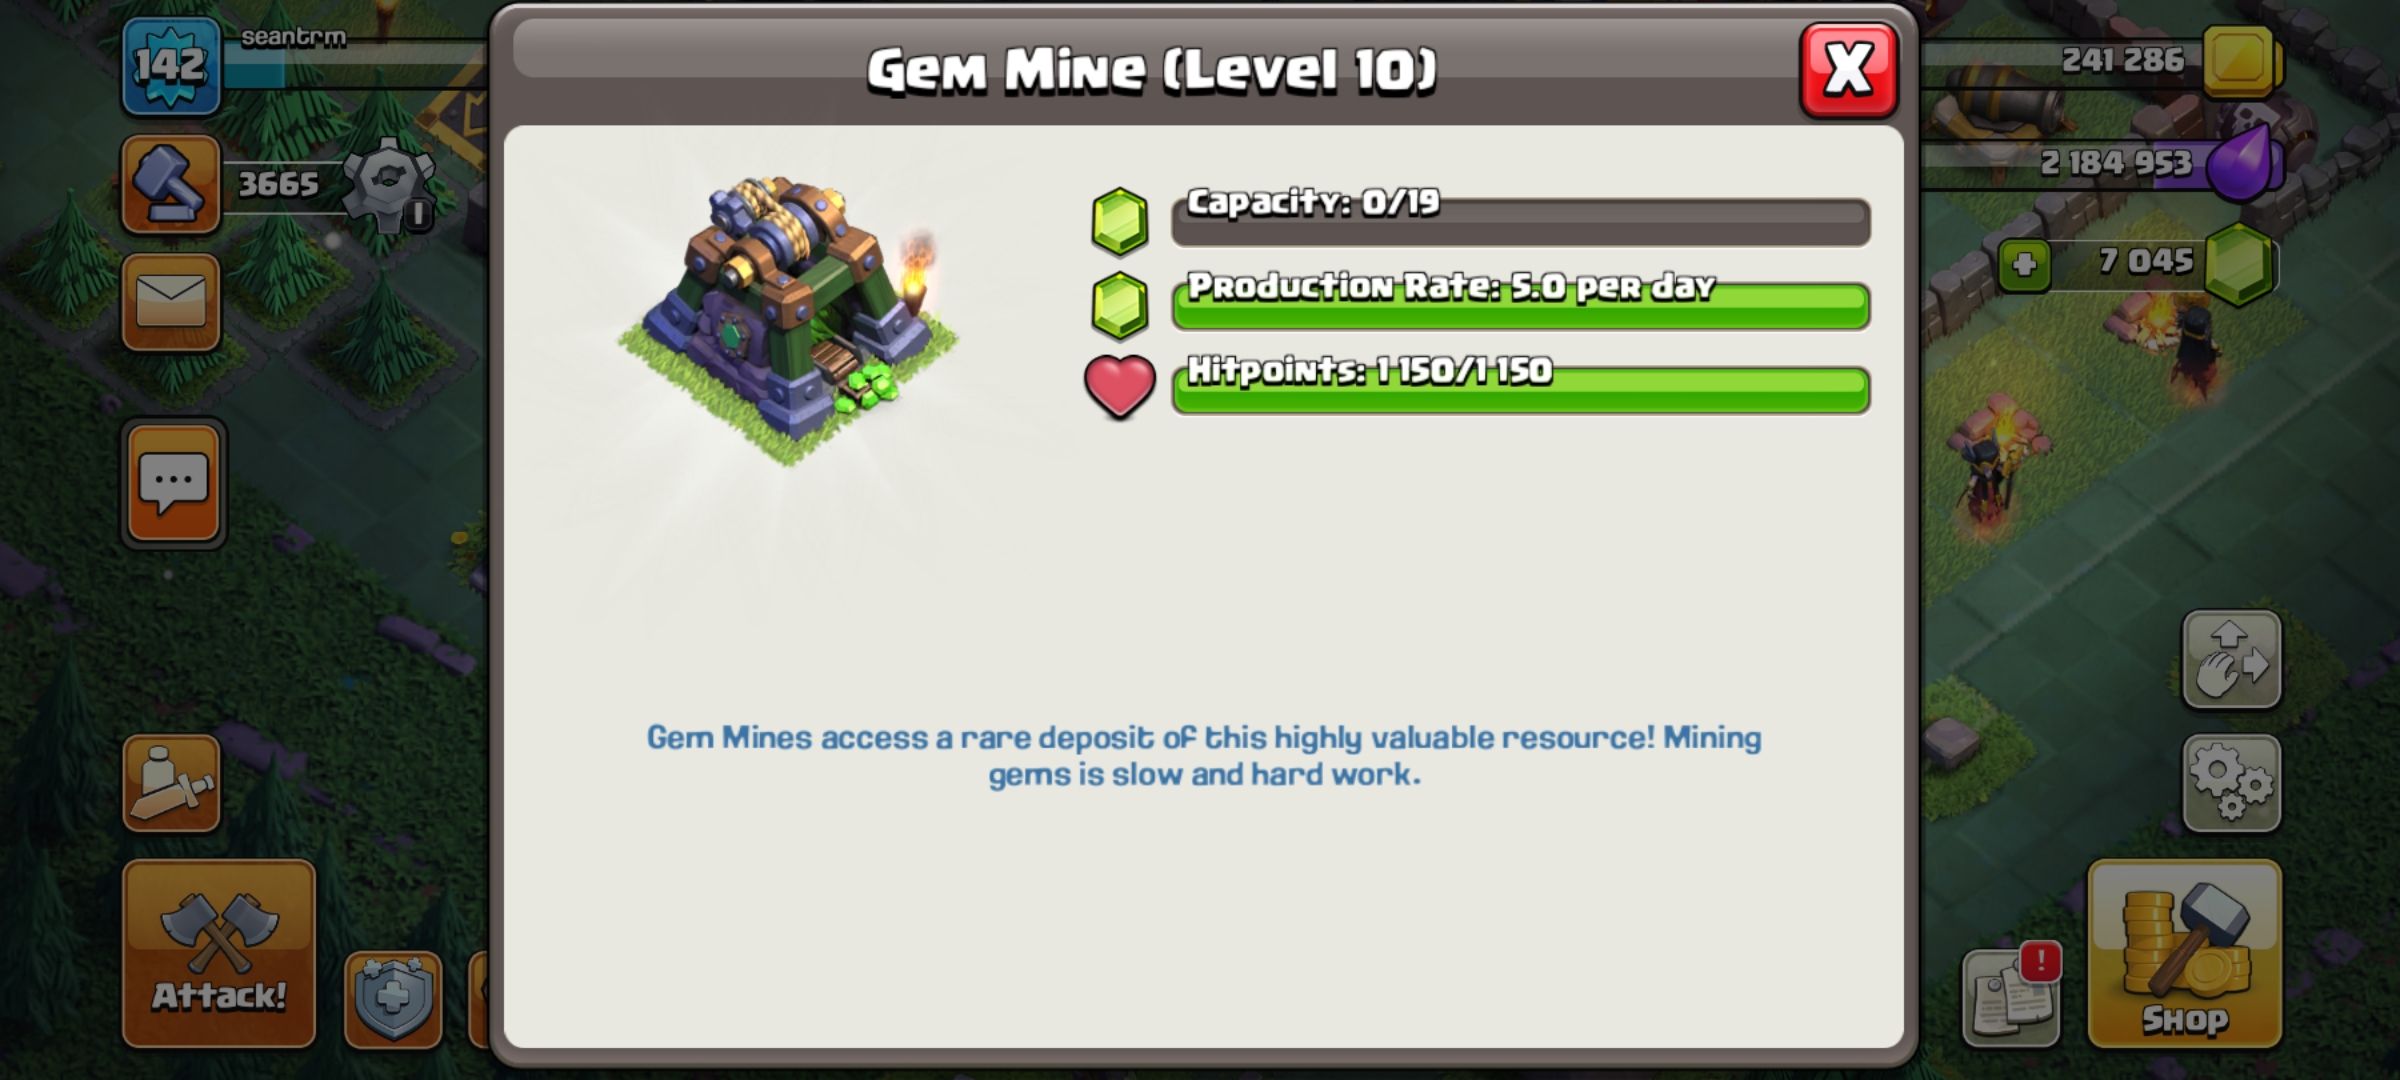 142
seantrm
3665
Gem Mine (Level 10)
X
241 286
2 184 953
7 045
Capacity: 0/19
Production Rate: 5.0 per day
Hitpoints: 1 150/1 150
Gem Mines access a rare deposit of this highly valuable resource! Mining
gems is slow and hard work.
Attack!
!
Shop